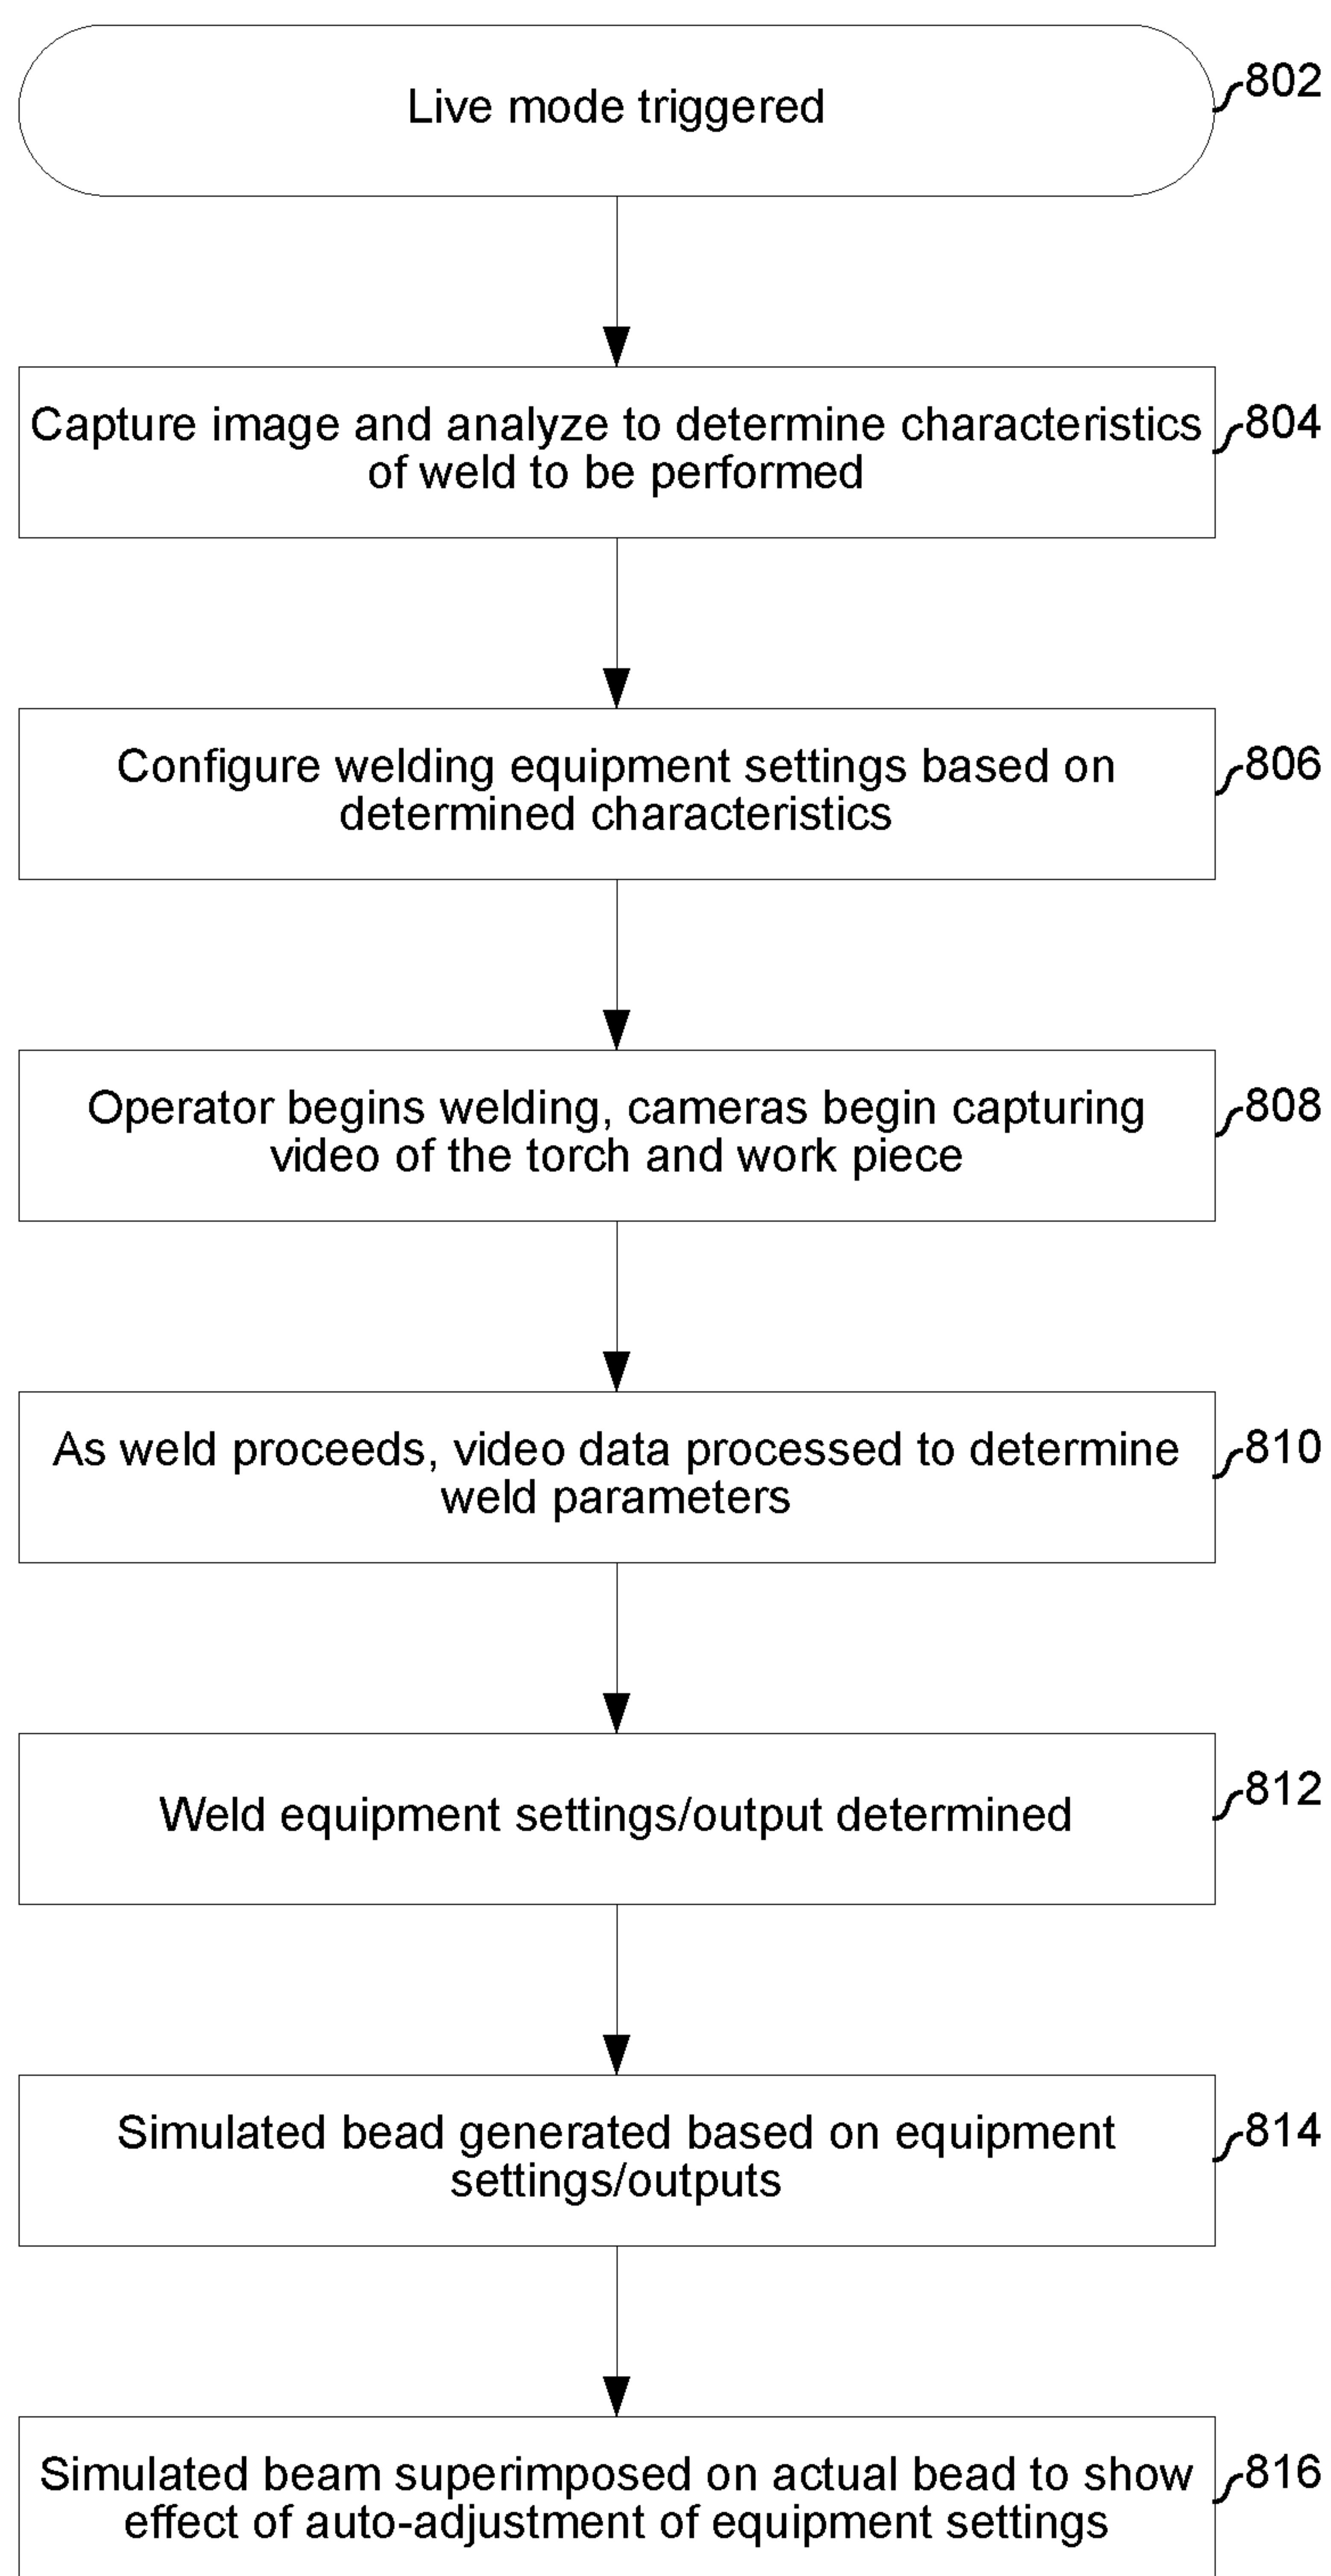 Live mode triggered
802
Capture image and analyze to determine characteristics
of weld to be performed
804
Configure welding equipment settings based on
determined characteristics
806
Operator begins welding, cameras begin capturing
video of the torch and work piece
808
As weld proceeds, video data processed to determine
weld parameters
810
Weld equipment settings/output determined
812
Simulated bead generated based on equipment
settings/outputs
814
Simulated beam superimposed on actual bead to show
effect of auto-adjustment of equipment settings
816